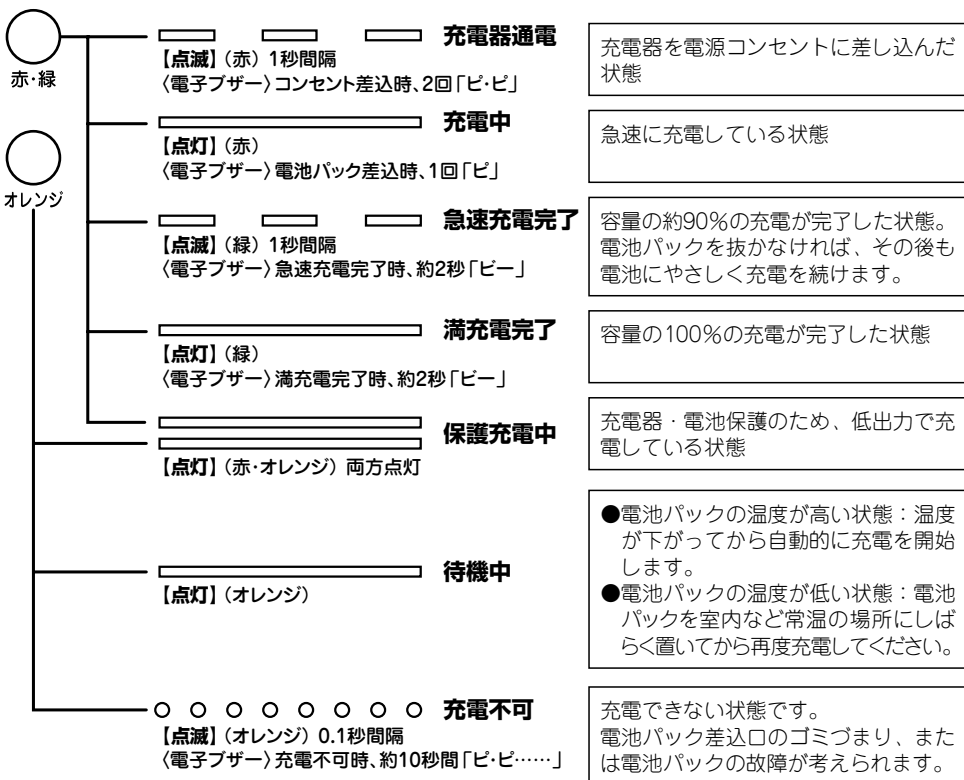 赤・緑
オレンジ
充電器通電
【点滅】（赤）1秒間隔
〈電子ブザー〉コンセント差込時、2回「ピ・ピ」
充電器を電源コンセントに差し込んだ
状態
充電中
【点灯】（赤）
〈電子ブザー〉電池パック差込時、1回「ピ」
急速に充電している状態
急速充電完了
【点滅】（緑）1秒間隔
〈電子ブザー〉急速充電完了時、約2秒「ピー」
容量の約90％の充電が完了した状態。
電池パックを抜かなければ、その後も
電池にやさしく充電を続けます。
満充電完了
【点灯】（緑）
〈電子ブザー〉満充電完了時、約2秒「ピー」
容量の100％の充電が完了した状態
保護充電中
【点灯】（赤・オレンジ）両方点灯
充電器・電池保護のため、低出力で充
電している状態
待機中
【点灯】（オレンジ）
●電池パックの温度が高い状態：温度
が下がってから自動的に充電を開始
します。
●電池パックの温度が低い状態：電池
パックを室内など常温の場所にしば
らく置いてから再度充電してください。
充電不可
【点滅】（オレンジ）0.1秒間隔
〈電子ブザー〉充電不可時、約10秒間「ピ・ピ……」
充電できない状態です。
電池パック差込口のゴミづまり、また
は電池パックの故障が考えられます。